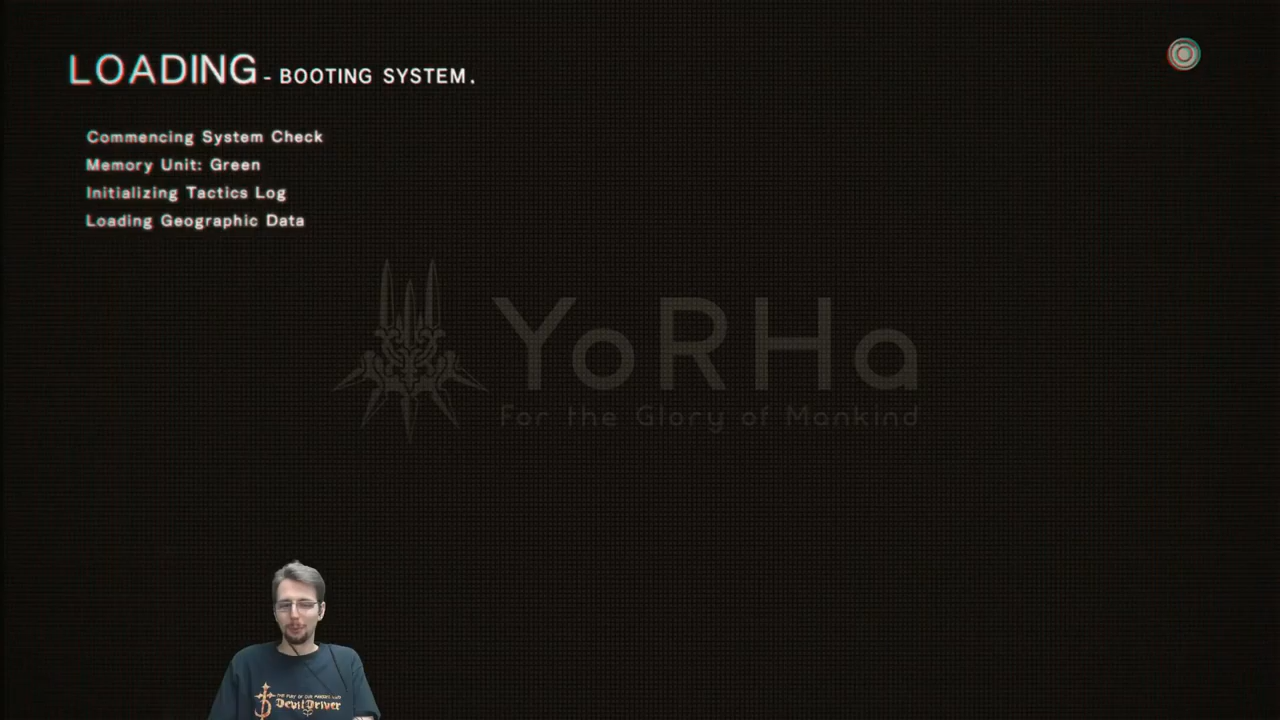 LOADING - BOOTING SYSTEM.
Commencing System Check
Memory Unit: Green
Initializing Tactics Log
Loading Geographic Data
YoRHa
For the Glory of Mankind
DevilDriver